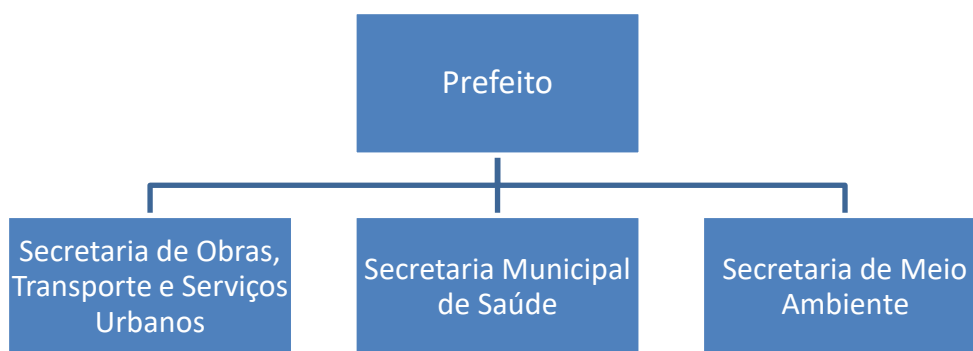 Prefeito
Secretaria de Obras,
Transporte e Serviços
Urbanos
Secretaria Municipal
de Saúde
Secretaria de Meio
Ambiente